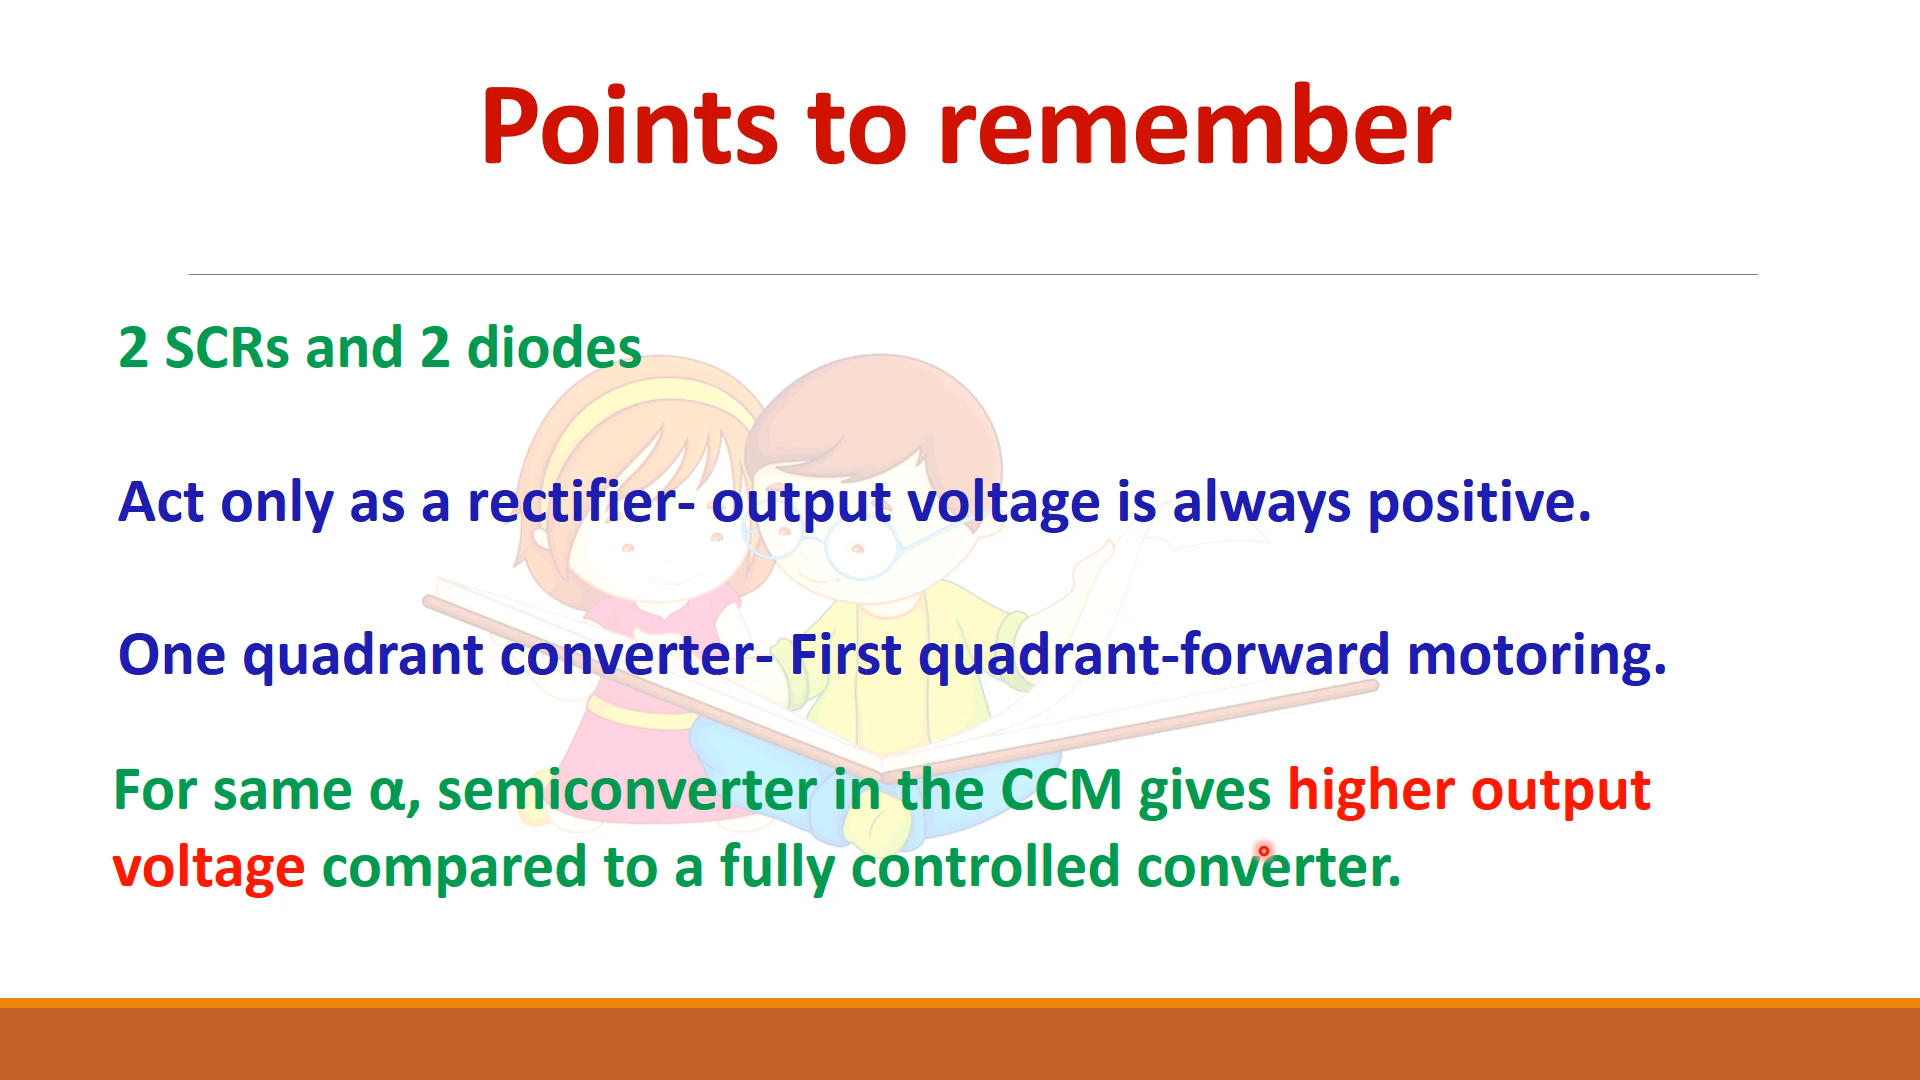 Points to remember
2 SCRs and 2 diodes
Act only as a rectifier- output voltage is always positive.
One quadrant converter- First quadrant-forward motoring.
For same α, semiconverter in the CCM gives higher output
voltage compared to a fully controlled converter.